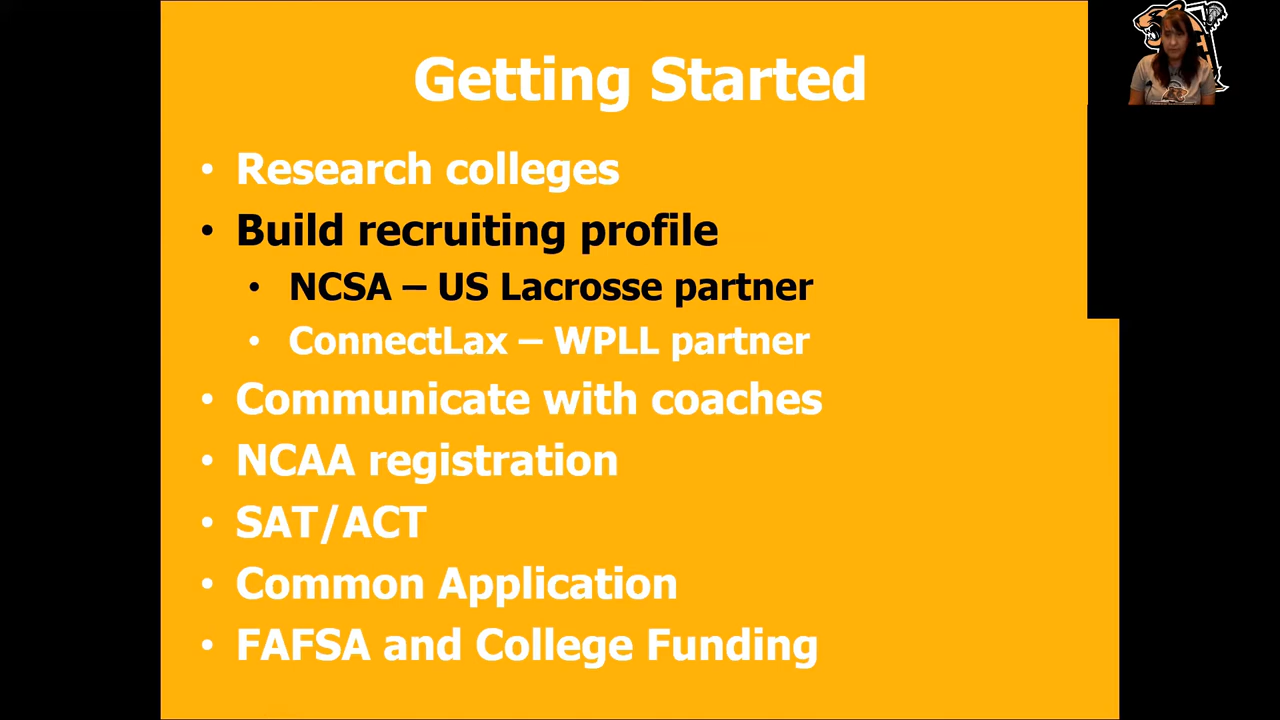 Getting Started
• Research colleges
• Build recruiting profile
• NCSA – US Lacrosse partner
• ConnectLax – WPLL partner
• Communicate with coaches
• NCAA registration
• SAT/ACT
• Common Application
• FAFSA and College Funding